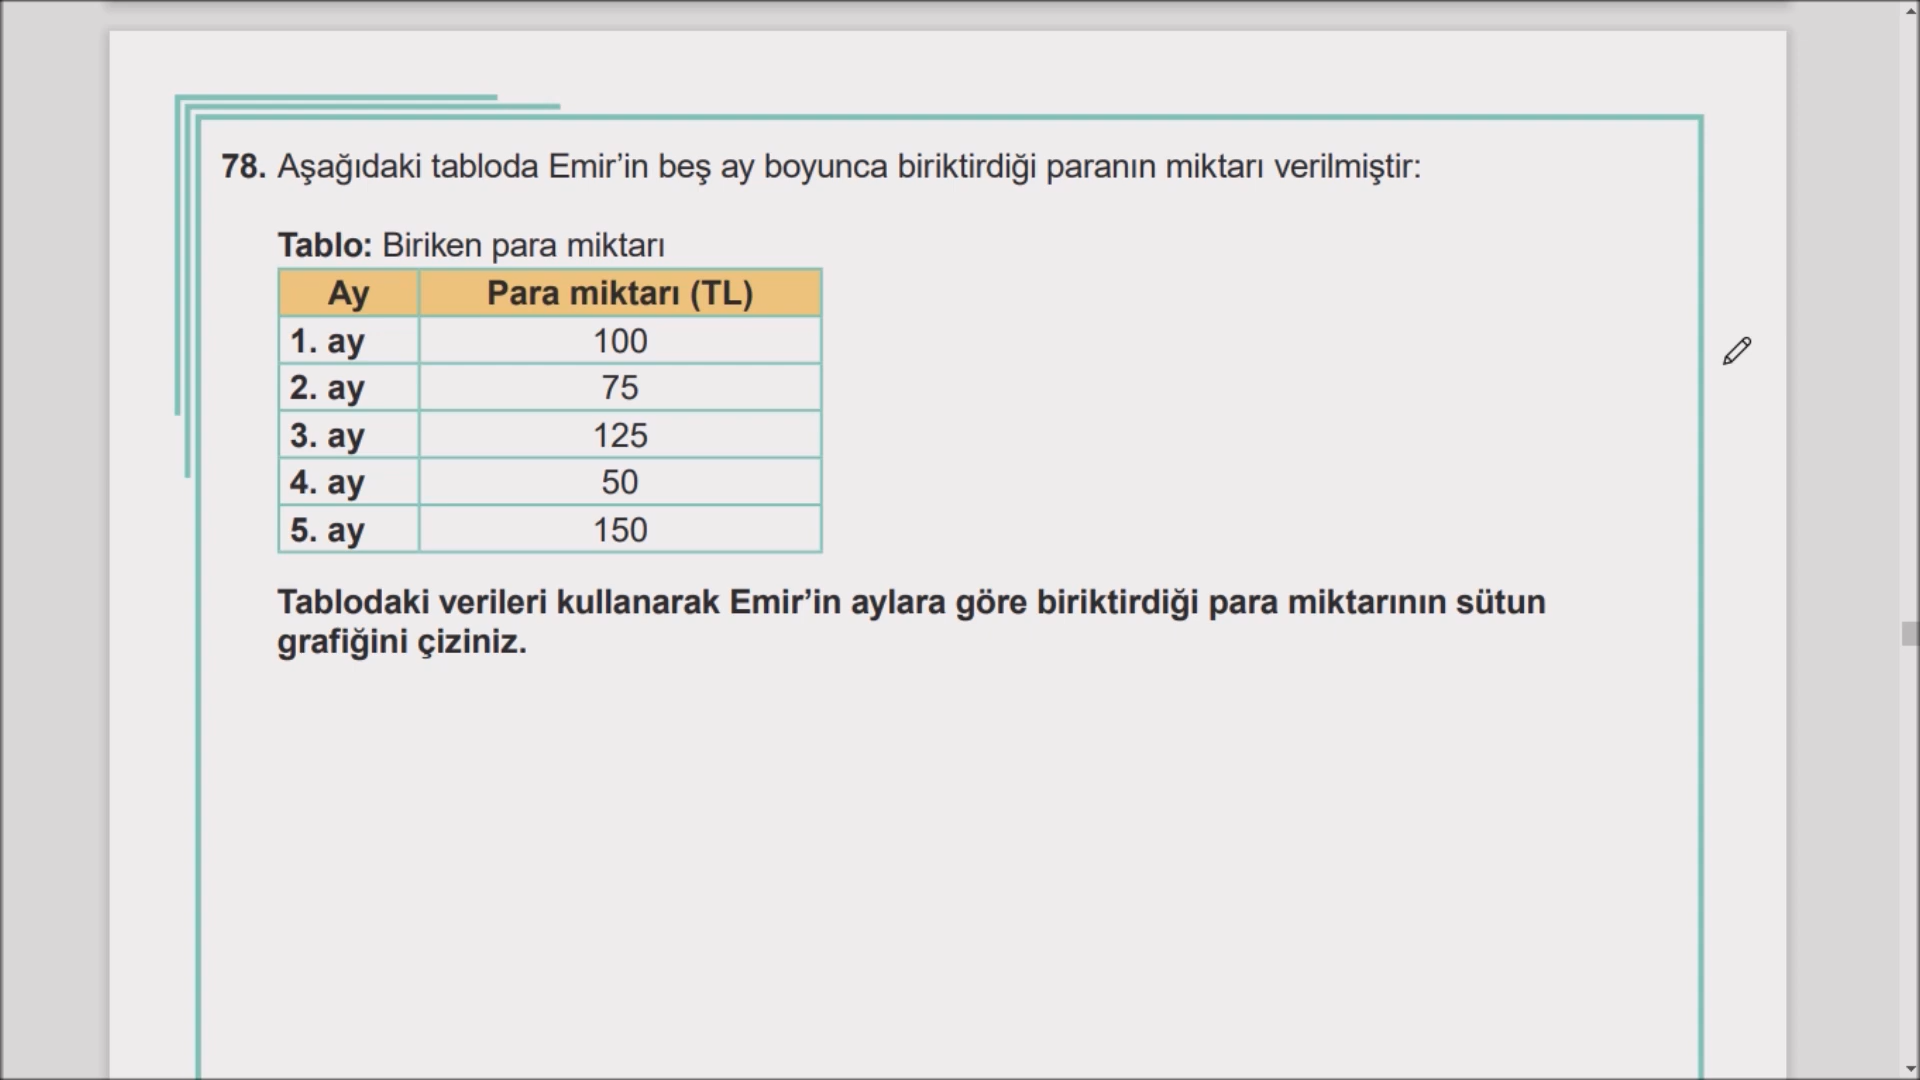 78. Aşağıdaki tabloda Emir’in beş ay boyunca biriktirdiği paranın miktarı verilmiştir:
Tablo: Biriken para miktarı
Ay Para miktarı (TL)
1. ay 100
2. ay 75
3. ay 125
4. ay 50
5. ay 150
Tablodaki verileri kullanarak Emir’in aylara göre biriktirdiği para miktarının sütun
grafiğini çiziniz.